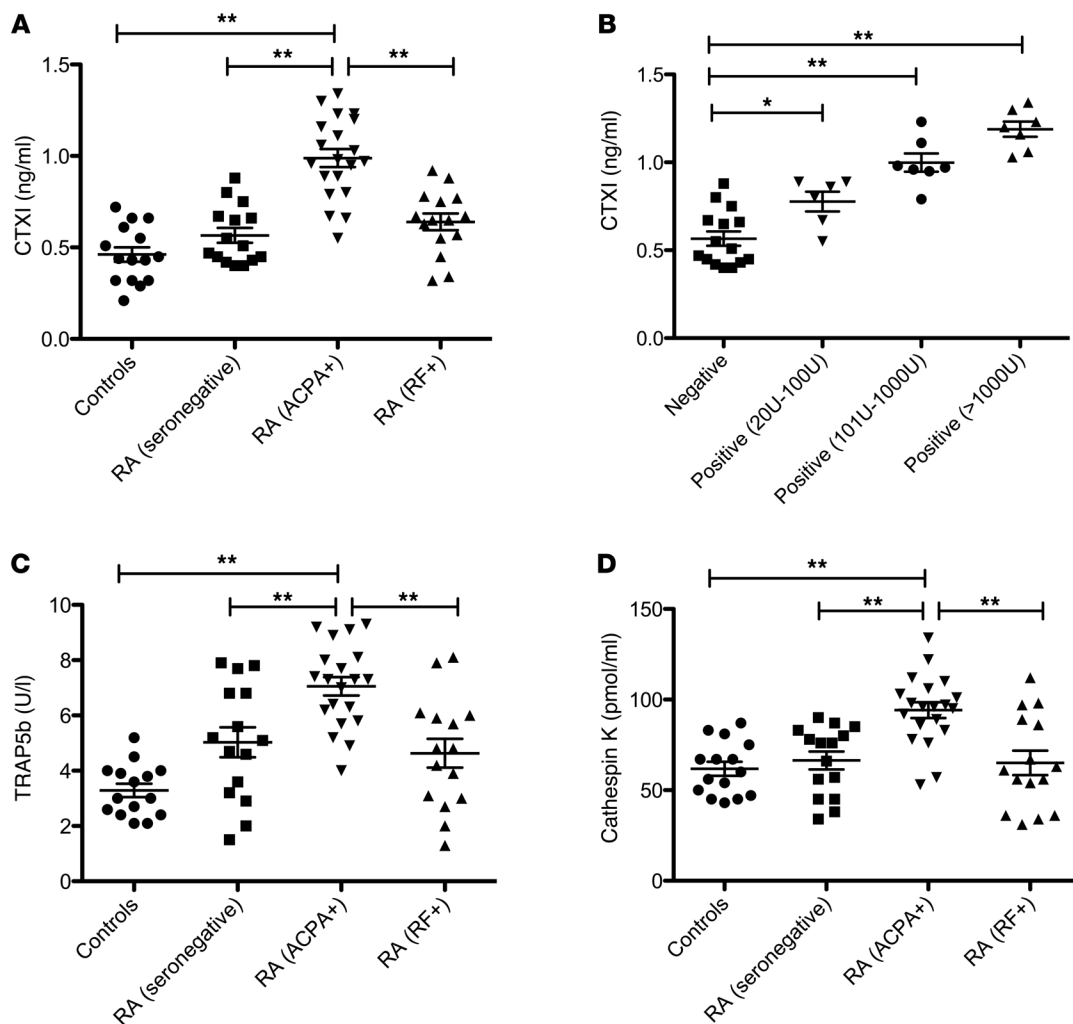 A
**
**
**
CTXI (ng/ml)
1.5
1.0
0.5
0.0
Controls
RA (seronegative)
RA (ACPA+)
RA (RF+)
B
**
**
*
CTXI (ng/ml)
1.5
1.0
0.5
0.0
Negative
Positive (20U-100U)
Positive (101U-1000U)
Positive (>1000U)
C
**
**
**
TRAP5b (U/l)
10
8
6
4
2
0
Controls
RA (seronegative)
RA (ACPA+)
RA (RF+)
D
**
**
**
Cathespin K (pmol/ml)
150
100
50
0
Controls
RA (seronegative)
RA (ACPA+)
RA (RF+)